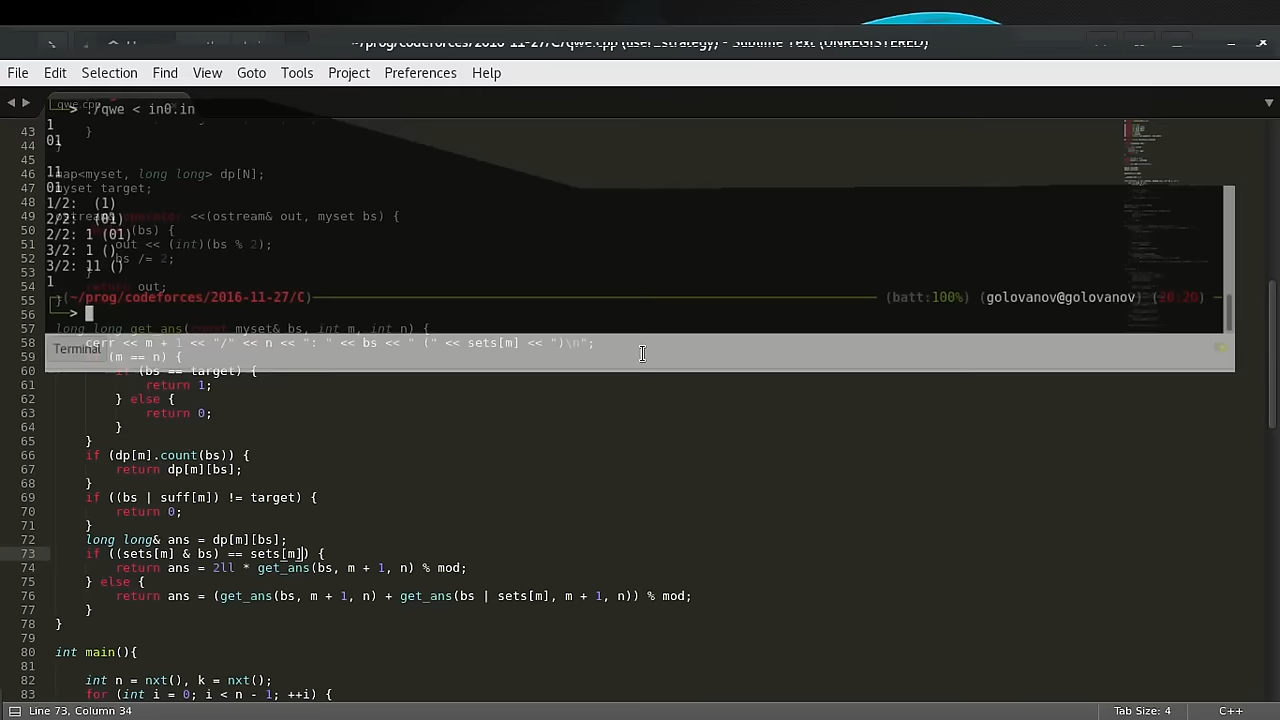 ~/prog/codeforces/2016-11-27/C/qwe.cpp (user_strategy) - Sublime Text (UNREGISTERED)
File Edit Selection Find View Goto Tools Project Preferences Help
qwe.cpp
> ./qwe < in0.in
1
01
11
01
1/2:  (1)
2/2:  (01)
2/2: 1 (01)
3/2: 1 ()
3/2: 11 ()
1
(~/prog/codeforces/2016-11-27/C) (batt:100%) (golovanov@golovanov) (20:20)
>
Terminal
43 }
44 }
45
46 map<myset, long long> dp[N];
47 myset target;
48
49 ostream& operator <<(ostream& out, myset bs) {
50 (bs) {
51 out << (int)(bs % 2);
52 bs /= 2;
53 }
54 return out;
55 }
56
57 long long get_ans(const myset& bs, int m, int n) {
58 cerr << m + 1 << "/" << n << ": " << bs << " (" << sets[m] << ")\n";
59 (m == n) {
60 if (bs == target) {
61 return 1;
62 } else {
63 return 0;
64 }
65 }
66 if (dp[m].count(bs)) {
67 return dp[m][bs];
68 }
69 if ((bs | suff[m]) != target) {
70 return 0;
71 }
72 long long& ans = dp[m][bs];
73 if ((sets[m] & bs) == sets[m]) {
74 return ans = 2ll * get_ans(bs, m + 1, n) % mod;
75 } else {
76 return ans = (get_ans(bs, m + 1, n) + get_ans(bs | sets[m], m + 1, n)) % mod;
77 }
78 }
79
80 int main(){
81
82 int n = nxt(), k = nxt();
83 for (int i = 0; i < n - 1; ++i) {
Line 73, Column 34 Tab Size: 4 C++